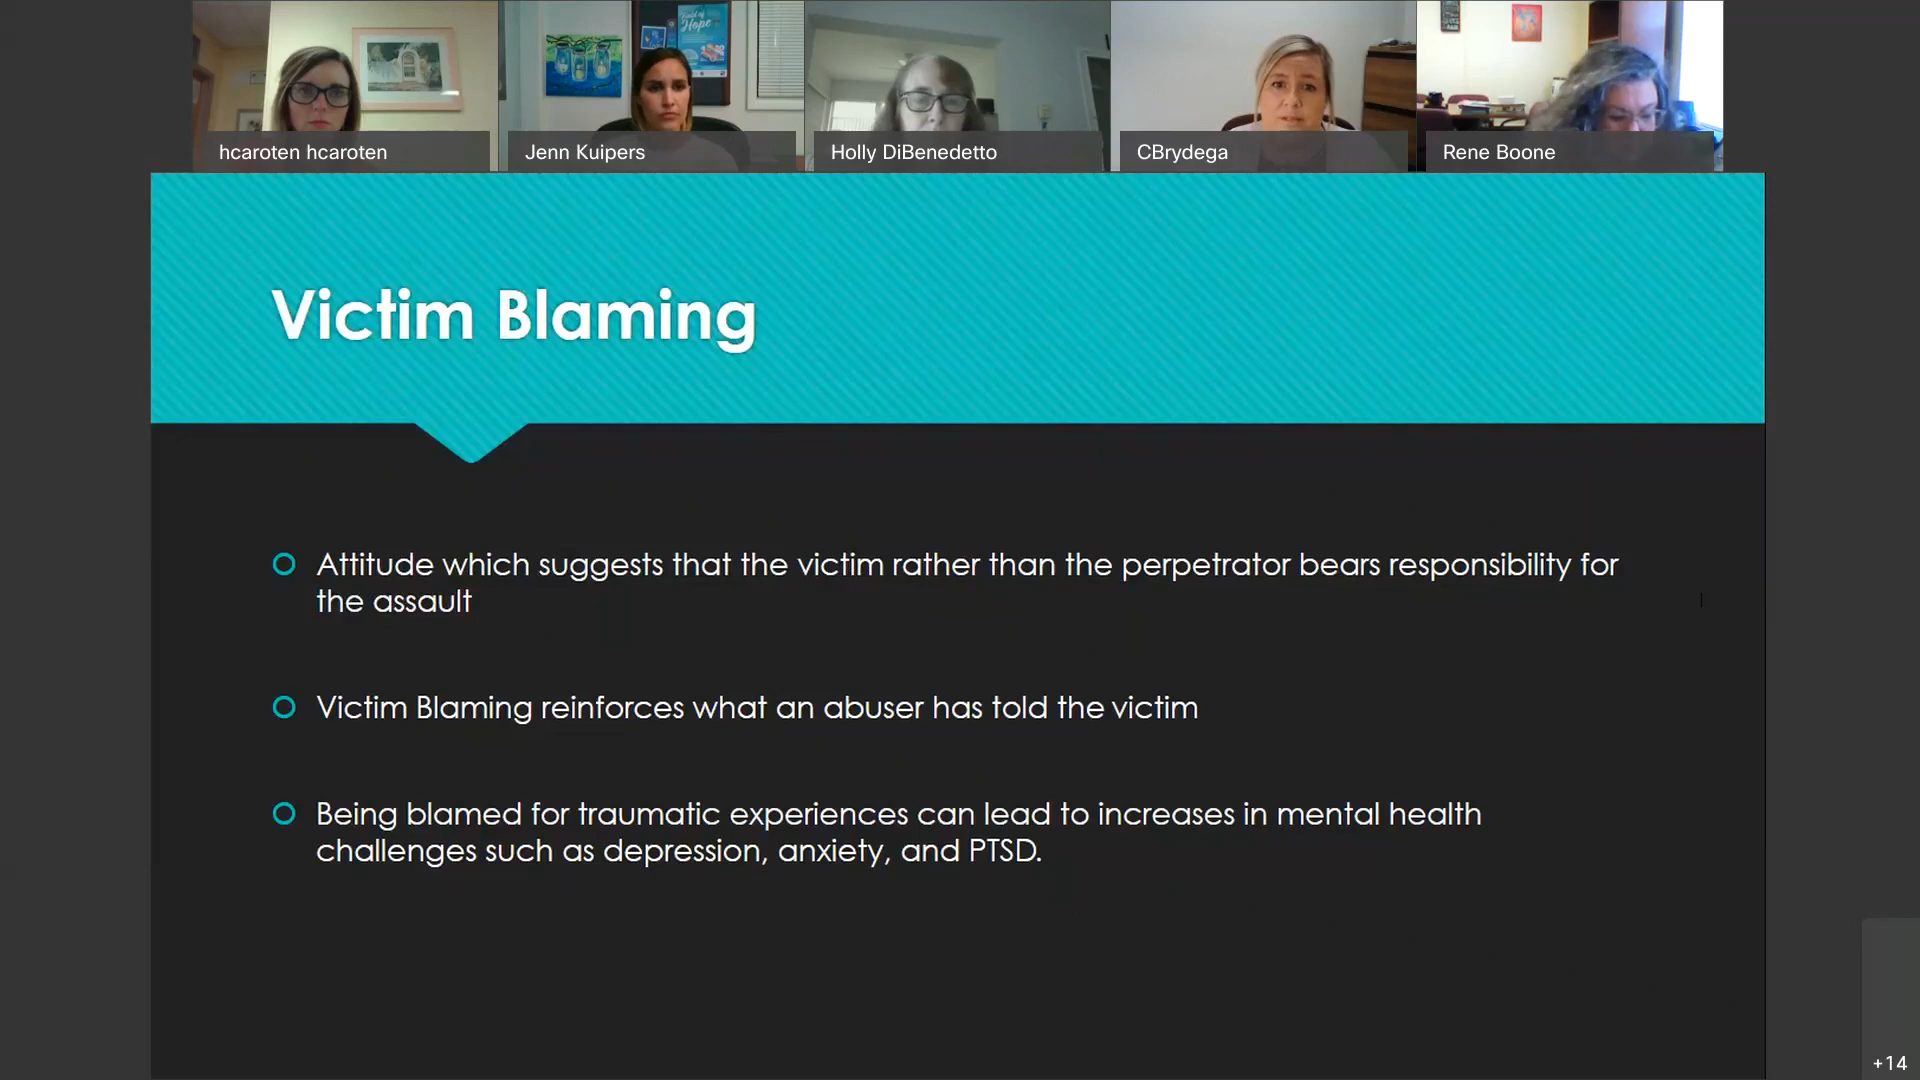 hcaroten hcaroten
Jenn Kuipers
Holly DiBenedetto
CBrydega
Rene Boone
Hope
Victim Blaming
Attitude which suggests that the victim rather than the perpetrator bears responsibility for
the assault
Victim Blaming reinforces what an abuser has told the victim
Being blamed for traumatic experiences can lead to increases in mental health
challenges such as depression, anxiety, and PTSD.
+14